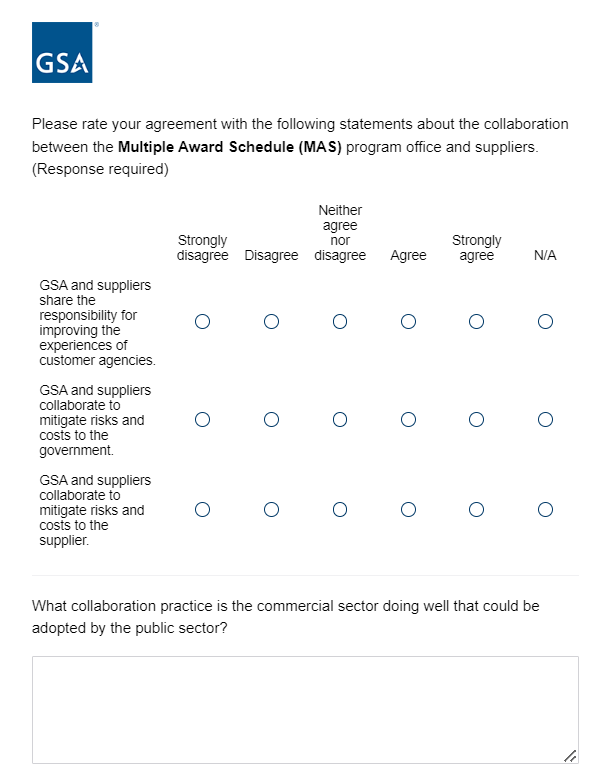 GSA
Please rate your agreement with the following statements about the collaboration
between the Multiple Award Schedule (MAS) program office and suppliers.
(Response required)
Strongly
disagree
Disagree
Neither
agree
nor
disagree
Agree
Strongly
agree
N/A
GSA and suppliers
share the
responsibility for
improving the
experiences of
customer agencies.
GSA and suppliers
collaborate to
mitigate risks and
costs to the
government.
GSA and suppliers
collaborate to
mitigate risks and
costs to the
supplier.
What collaboration practice is the commercial sector doing well that could be
adopted by the public sector?